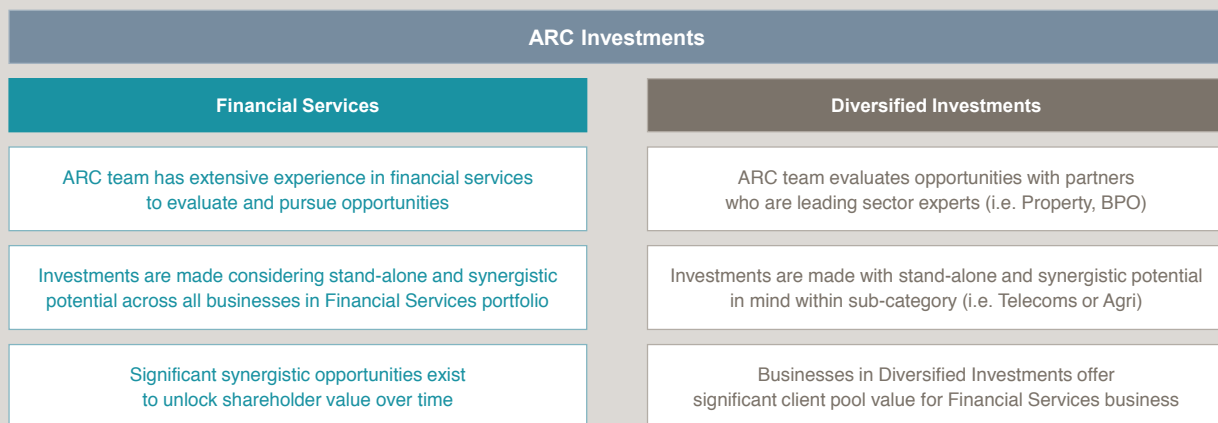 ARC Investments
Financial Services
ARC team has extensive experience in financial services
to evaluate and pursue opportunities
Investments are made considering stand-alone and synergistic
potential across all businesses in Financial Services portfolio
Significant synergistic opportunities exist
to unlock shareholder value over time
Diversified Investments
ARC team evaluates opportunities with partners
who are leading sector experts (i.e. Property, BPO)
Investments are made with stand-alone and synergistic potential
in mind within sub-category (i.e. Telecoms or Agri)
Businesses in Diversified Investments offer
significant client pool value for Financial Services business